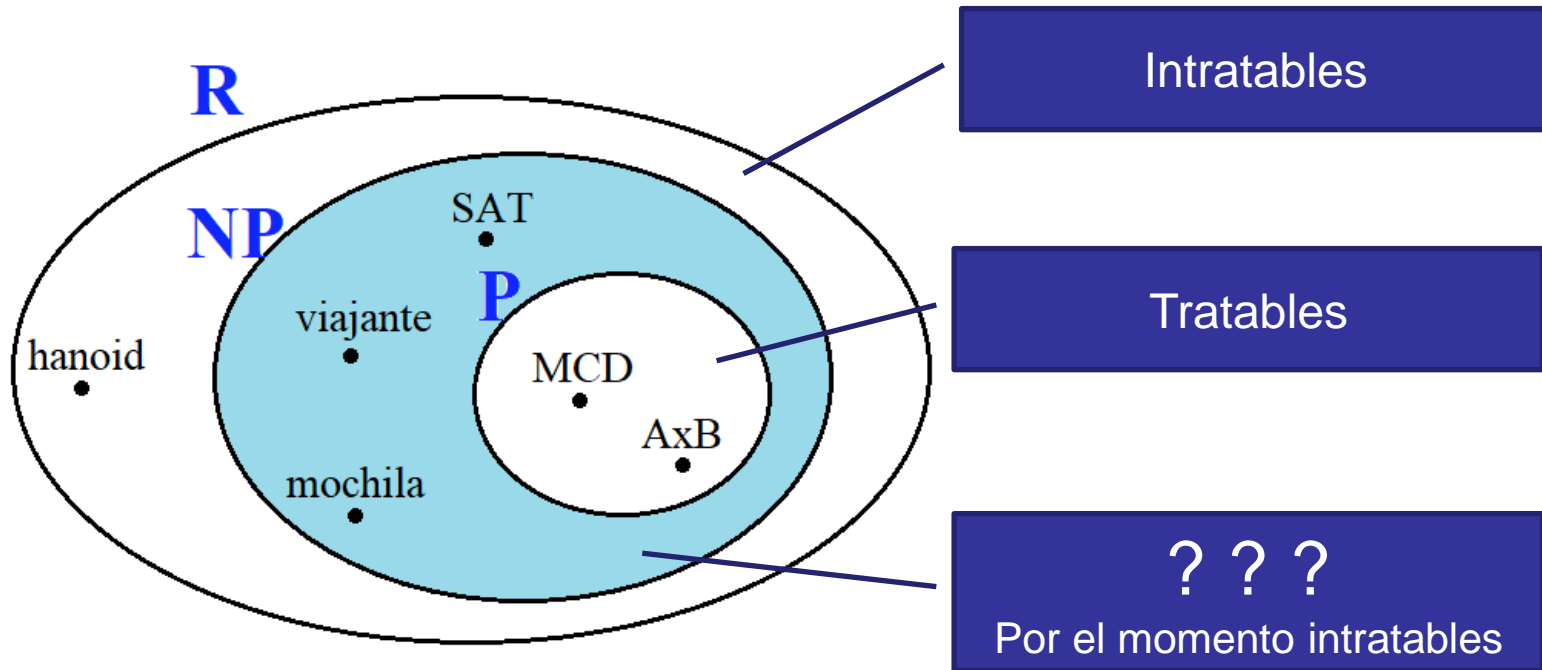 R
NP
P
SAT
viajante
hanoid
MCD
AxB
mochila
Intratables
Tratables
? ? ?
Por el momento intratables